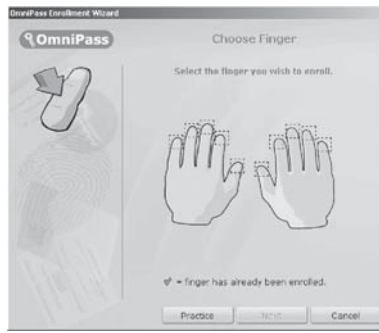 OmniPass Enrollment Wizard
OmniPass
Choose Finger
Select the finger you wish to enroll.
= finger has already been enrolled.
Practice
Next
Cancel